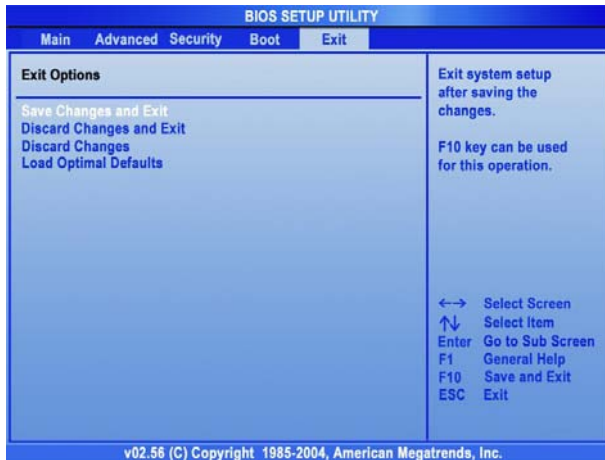 BIOS SETUP UTILITY
Main Advanced Security Boot Exit
Exit Options
Save Changes and Exit
Discard Changes and Exit
Discard Changes
Load Optimal Defaults
Exit system setup
after saving the
changes.
F10 key can be used
for this operation.
←→ Select Screen
↑↓ Select Item
Enter Go to Sub Screen
F1 General Help
F10 Save and Exit
ESC Exit
v02.56 (C) Copyright 1985-2004, American Megatrends, Inc.